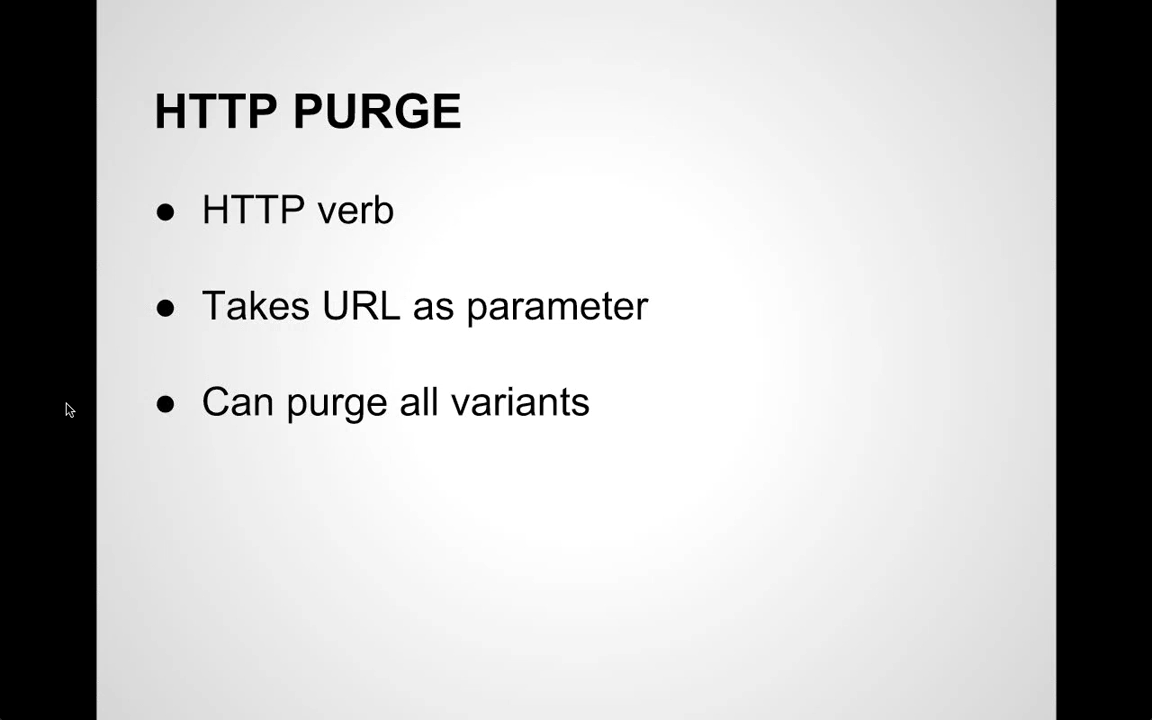 HTTP PURGE
● HTTP verb
● Takes URL as parameter
● Can purge all variants